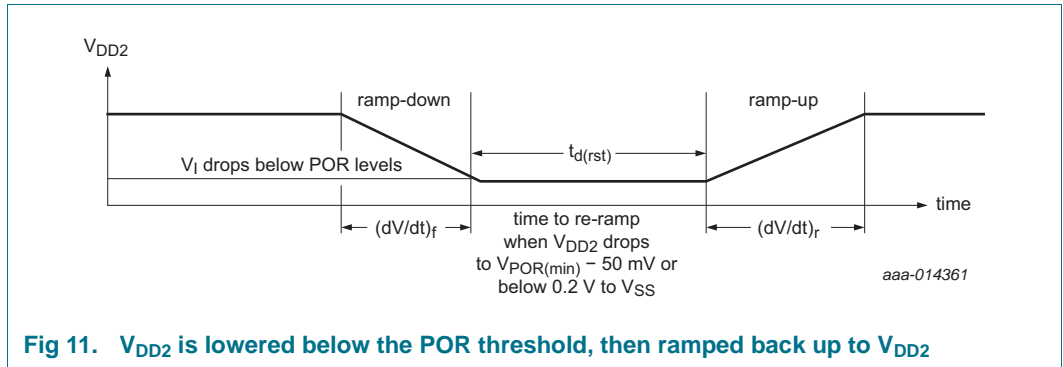 VDD2
ramp-down
ramp-up
td(rst)
VI drops below POR levels
time
(dV/dt)f
time to re-ramp
when VDD2 drops
to VPOR(min) − 50 mV or
below 0.2 V to VSS
(dV/dt)r
aaa-014361
Fig 11. VDD2 is lowered below the POR threshold, then ramped back up to VDD2